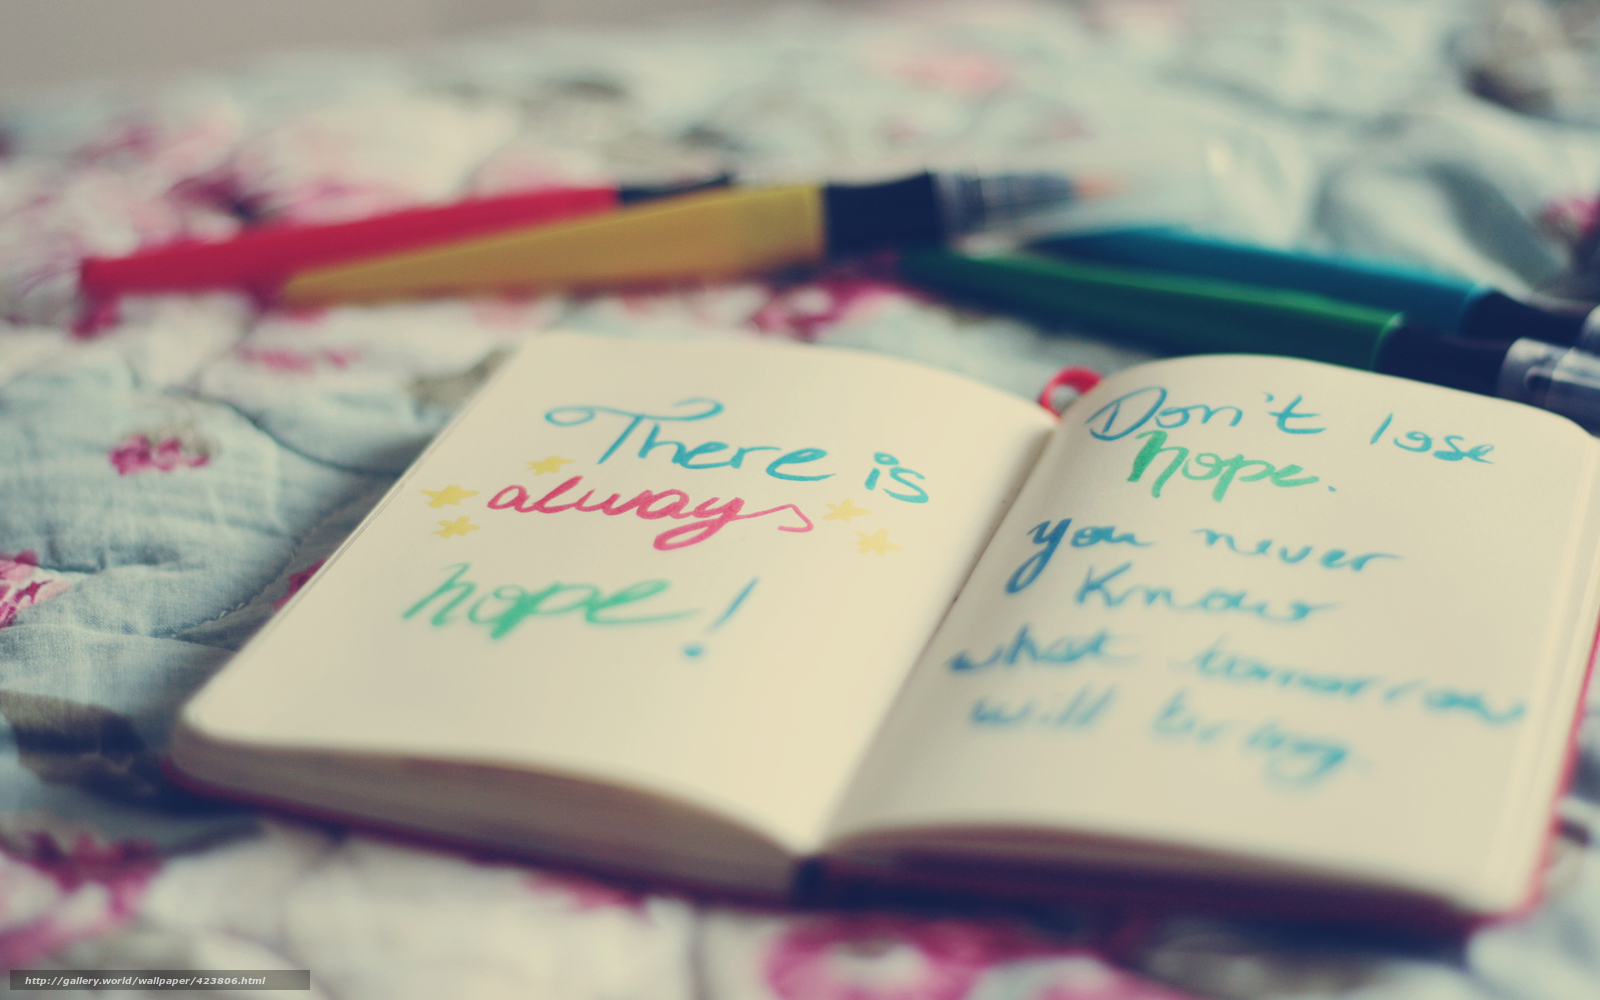 There is
always
hope!
Don't lose
hope.
you never
know
what tomorrow
will bring.
http://gallery.world/wallpaper/423806.html